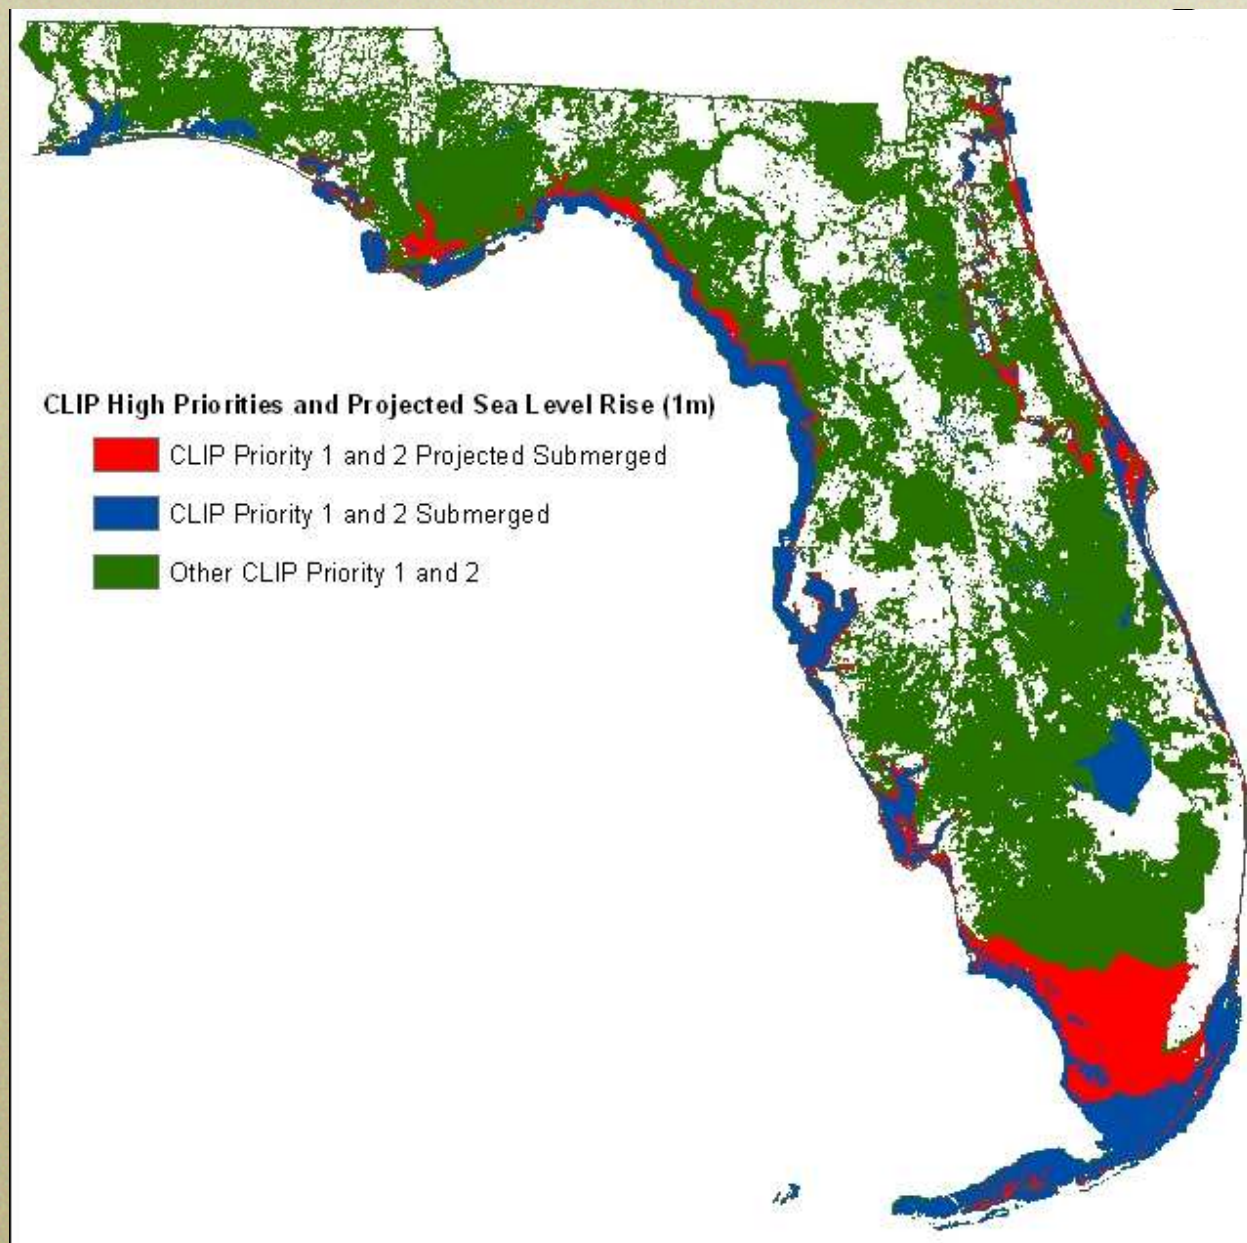 CLIP High Priorities and Projected Sea Level Rise (1m)
CLIP Priority 1 and 2 Projected Submerged
CLIP Priority 1 and 2 Submerged
Other CLIP Priority 1 and 2